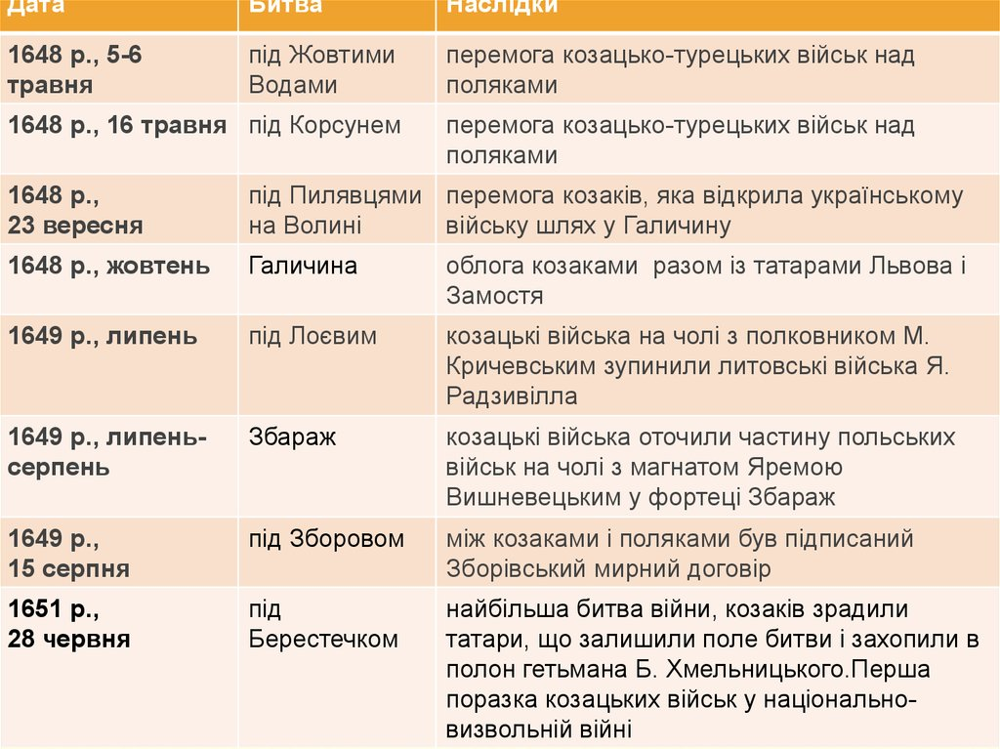 Дата Битва Наслідки
1648 р., 5-6 під Жовтими перемога козацько-турецьких військ над
травня Водами поляками
1648 р., 16 травня під Корсунем перемога козацько-турецьких військ над
поляками
1648 р., під Пилявцями перемога козаків, яка відкрила українському
23 вересня на Волині війську шлях у Галичину
1648 р., жовтень Галичина облога козаками разом із татарами Львова і
Замостя
1649 р., липень під Лоєвим козацькі війська на чолі з полковником М.
Кричевським зупинили литовські війська Я.
Радзивілла
1649 р., липень- Збараж козацькі війська оточили частину польських
серпень військ на чолі з магнатом Яремою
Вишневецьким у фортеці Збараж
1649 р., під Зборовом між козаками і поляками був підписаний
15 серпня Зборівський мирний договір
1651 р., під найбільша битва війни, козаків зрадили
28 червня Берестечком татари, що залишили поле битви і захопили в
полон гетьмана Б. Хмельницького.Перша
поразка козацьких військ у національно-
визвольній війні